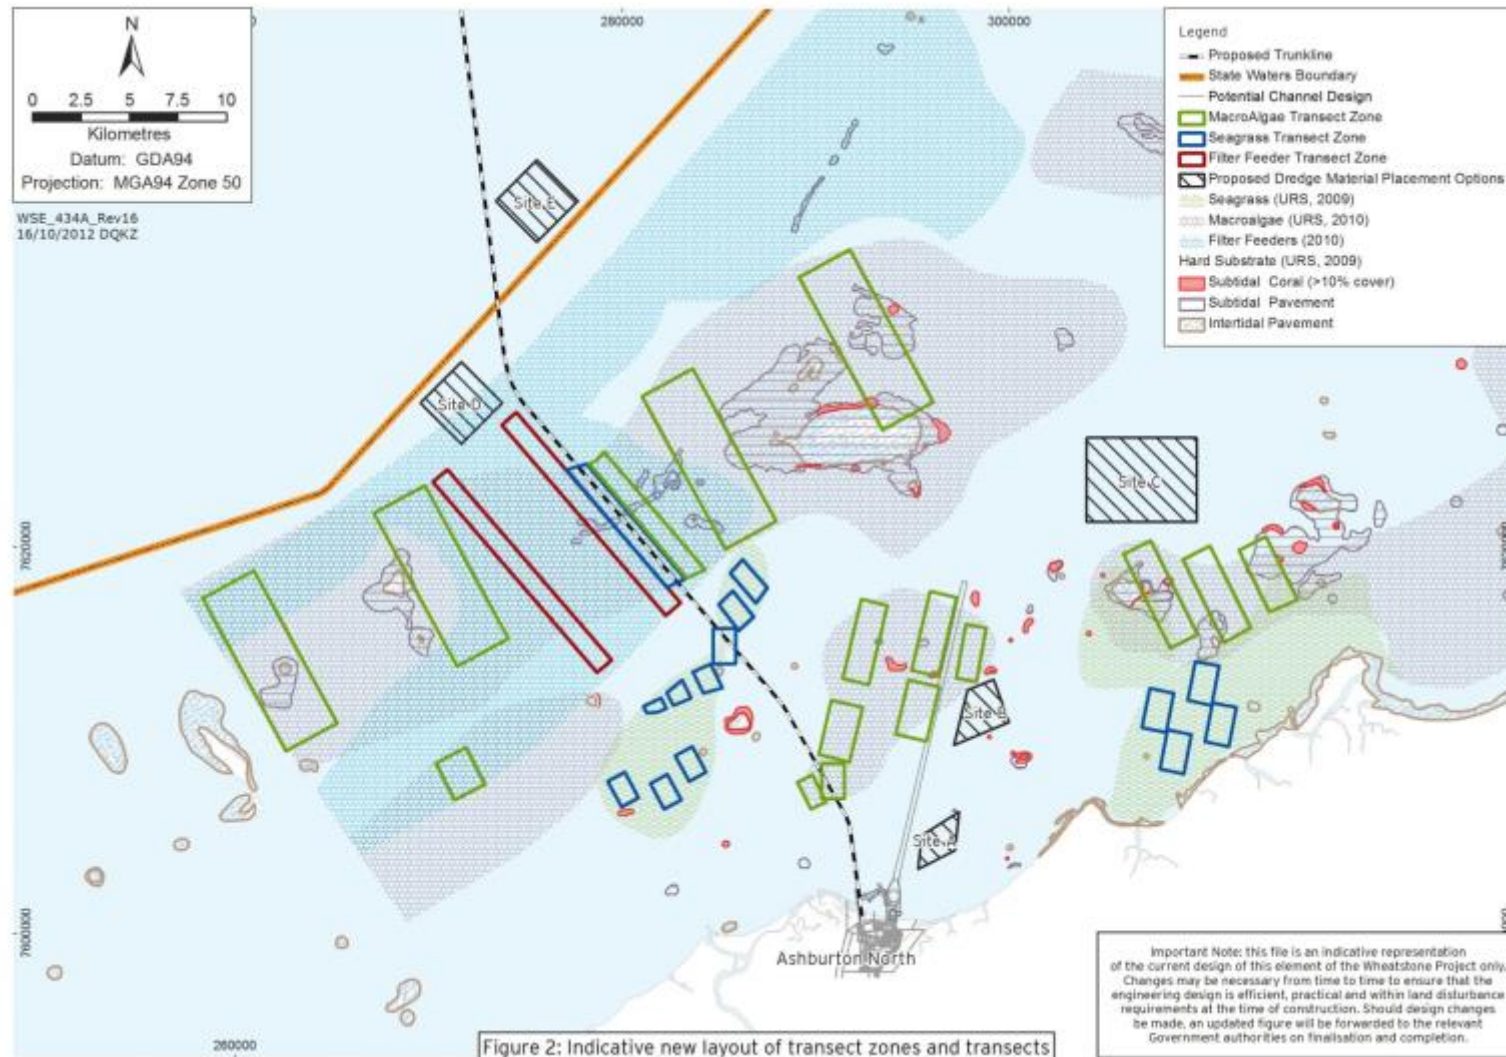 280000
300000
N
0 2.5 5 7.5 10
Kilometres
Datum: GDA94
Projection: MGA94 Zone 50
WSE_434A_Rev16
16/10/2012 DQKZ
Legend
Proposed Trunkline
State Waters Boundary
Potential Channel Design
MacroAlgae Transect Zone
Seagrass Transect Zone
Filter Feeder Transect Zone
Proposed Dredge Material Placement Options
Seagrass (URS, 2009)
Macroalgae (URS, 2010)
Filter Feeders (2010)
Hard Substrate (URS, 2009)
Subtidal Coral (>10% cover)
Subtidal Pavement
Intertidal Pavement
Site E
Site D
Site C
7620000
Site B
Site A
7600000
Ashburton North
260000
Important Note: this file is an indicative representation
of the current design of this element of the Wheatstone Project only.
Changes may be necessary from time to time to ensure that the
engineering design is efficient, practical and within land disturbance
requirements at the time of construction. Should design changes
be made, an updated figure will be forwarded to the relevant
Government authorities on finalisation and completion.
Figure 2: Indicative new layout of transect zones and transects